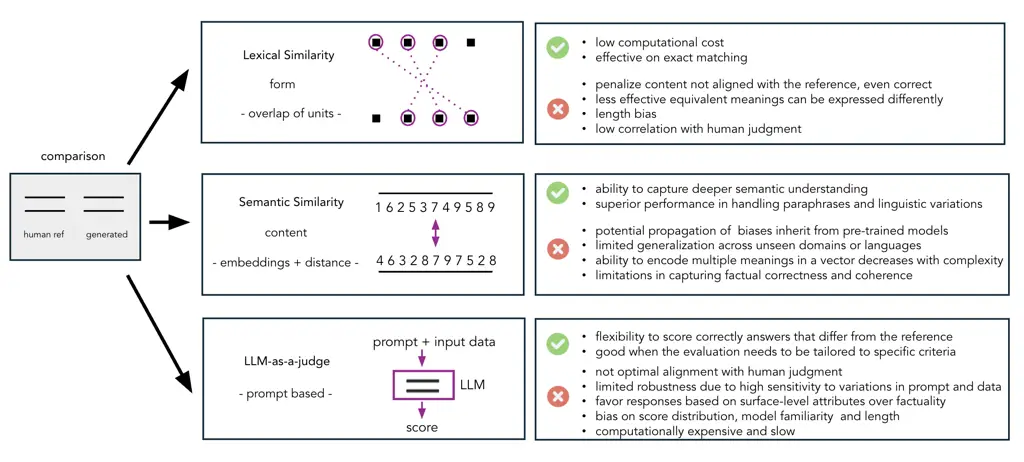 comparison
human ref generated
Lexical Similarity
form
- overlap of units -
• low computational cost
• effective on exact matching
• penalize content not aligned with the reference, even correct
• less effective equivalent meanings can be expressed differently
• length bias
• low correlation with human judgment
Semantic Similarity
content
- embeddings + distance -
1 6 2 5 3 7 4 9 5 8 9
4 6 3 2 8 7 9 7 5 2 8
• ability to capture deeper semantic understanding
• superior performance in handling paraphrases and linguistic variations
• potential propagation of biases inherit from pre-trained models
• limited generalization across unseen domains or languages
• ability to encode multiple meanings in a vector decreases with complexity
• limitations in capturing factual correctness and coherence
LLM-as-a-judge
- prompt based -
prompt + input data
LLM
score
• flexibility to score correctly answers that differ from the reference
• good when the evaluation needs to be tailored to specific criteria
• not optimal alignment with human judgment
• limited robustness due to high sensitivity to variations in prompt and data
• favor responses based on surface-level attributes over factuality
• bias on score distribution, model familiarity and length
• computationally expensive and slow